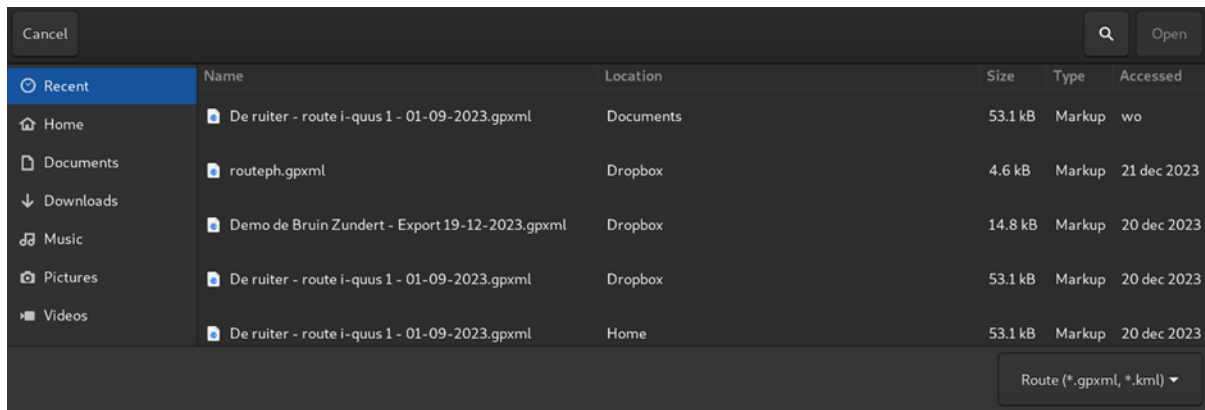 Cancel Open
Recent
Home
Documents
Downloads
Music
Pictures
Videos
Name Location Size Type Accessed
De ruiter - route i-quus 1 - 01-09-2023.gpxml Documents 53.1 kB Markup wo
routeph.gpxml Dropbox 4.6 kB Markup 21 dec 2023
Demo de Bruin Zundert - Export 19-12-2023.gpxml Dropbox 14.8 kB Markup 20 dec 2023
De ruiter - route i-quus 1 - 01-09-2023.gpxml Dropbox 53.1 kB Markup 20 dec 2023
De ruiter - route i-quus 1 - 01-09-2023.gpxml Home 53.1 kB Markup 20 dec 2023
Route (*.gpxml, *.kml)